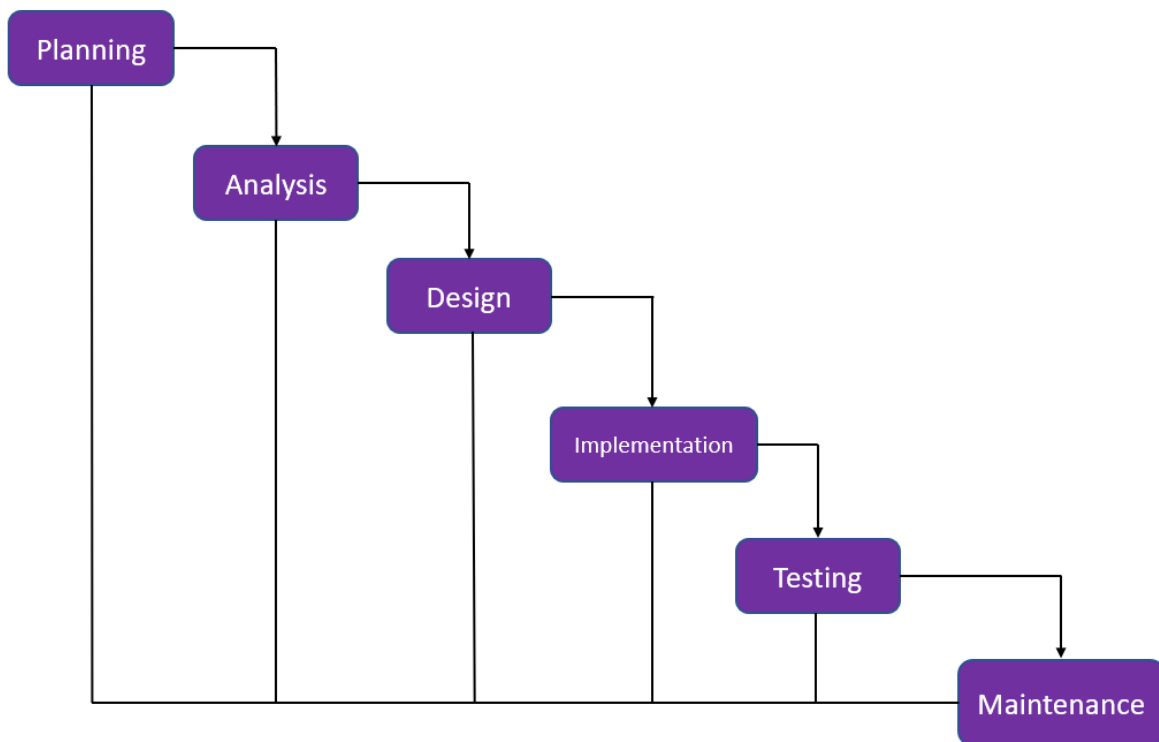 Planning
Analysis
Design
Implementation
Testing
Maintenance